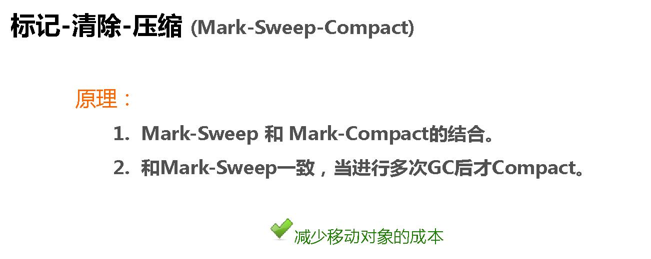 标记-清除-压缩 (Mark-Sweep-Compact)
原理：
1. Mark-Sweep 和 Mark-Compact的结合。
2. 和Mark-Sweep一致，当进行多次GC后才Compact。
减少移动对象的成本